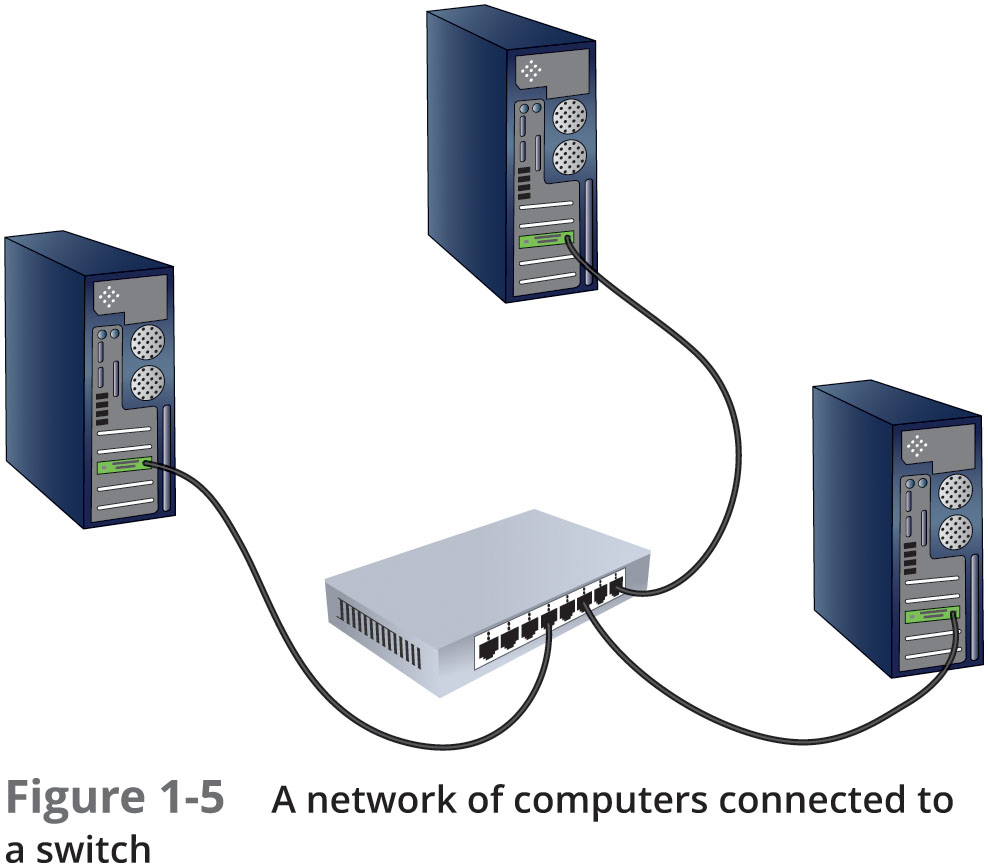 Figure 1-5 A network of computers connected to
a switch